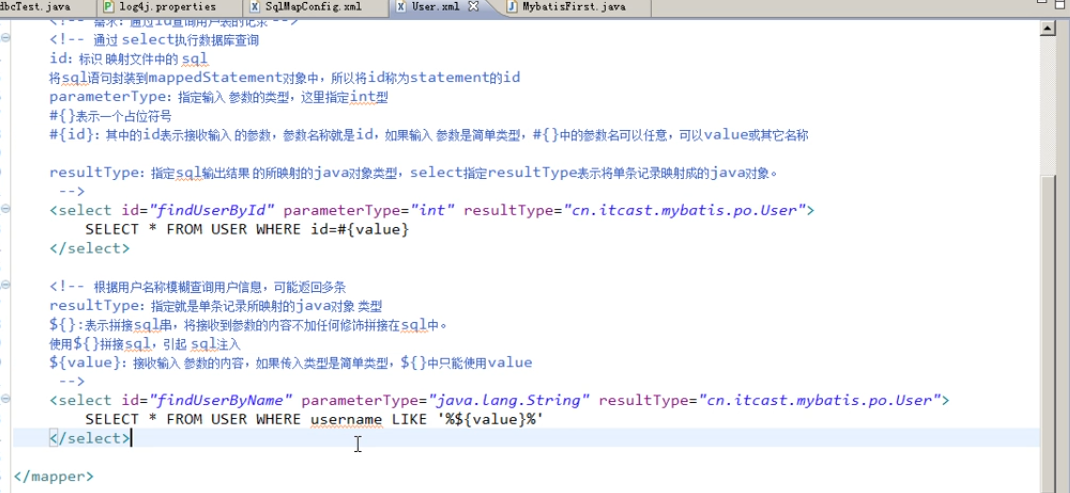 dbcTest.java log4j.properties SqlMapConfig.xml User.xml MybatisFirst.java
<!-- 需求：通过id查询用户表的记录 -->
<!-- 通过 select执行数据库查询
id：标识 映射文件中的 sql
将sql语句封装到mappedStatement对象中，所以将id称为statement的id
parameterType：指定输入 参数的类型，这里指定int型
#{}表示一个占位符号
#{id}：其中的id表示接收输入 的参数，参数名称就是id，如果输入 参数是简单类型，#{}中的参数名可以任意，可以value或其它名称
resultType：指定sql输出结果 的所映射的java对象类型，select指定resultType表示将单条记录映射成的java对象。
-->
<select id="findUserById" parameterType="int" resultType="cn.itcast.mybatis.po.User">
SELECT * FROM USER WHERE id=#{value}
</select>
<!-- 根据用户名称模糊查询用户信息，可能返回多条
resultType：指定就是单条记录所映射的java对象 类型
${}:表示拼接sql串，将接收到参数的内容不加任何修饰拼接在sql中。
使用${}拼接sql，引起 sql注入
${value}：接收输入 参数的内容，如果传入类型是简单类型，${}中只能使用value
-->
<select id="findUserByName" parameterType="java.lang.String" resultType="cn.itcast.mybatis.po.User">
SELECT * FROM USER WHERE username LIKE '%${value}%'
</select>
</mapper>